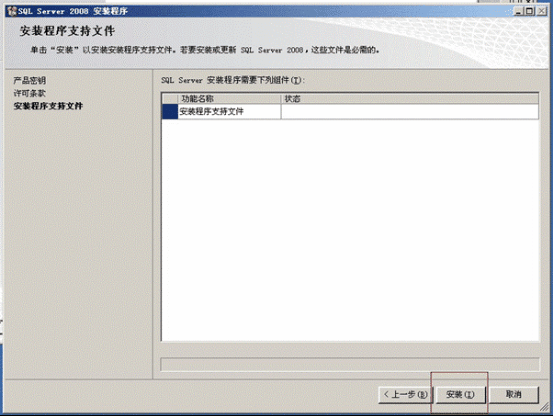 SQL Server 2008 安装程序
安装程序支持文件
单击“安装”以安装安装程序支持文件。若要安装或更新 SQL Server 2008，这些文件是必需的。
产品密钥
许可条款
安装程序支持文件
SQL Server 安装程序需要下列组件(I):
功能名称 状态
安装程序支持文件
< 上一步(B) 安装(I) 取消